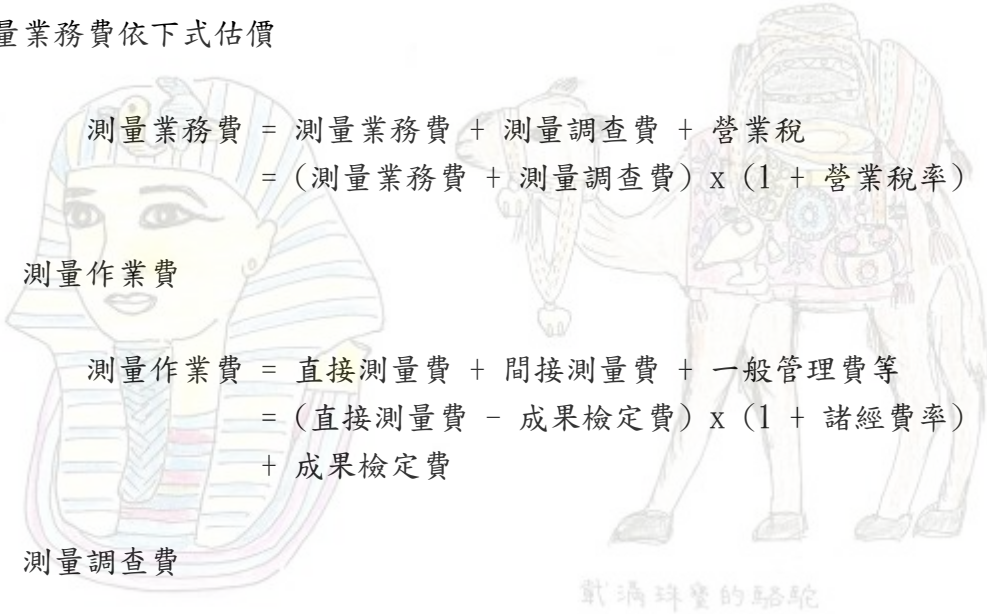 量業務費依下式估價
測量業務費 = 測量業務費 + 測量調查費 + 營業稅
= (測量業務費 + 測量調查費) x (1 + 營業稅率)
測量作業費
測量作業費 = 直接測量費 + 間接測量費 + 一般管理費等
= (直接測量費 - 成果檢定費) x (1 + 諸經費率)
+ 成果檢定費
測量調查費
戴滿珠寶的駱駝